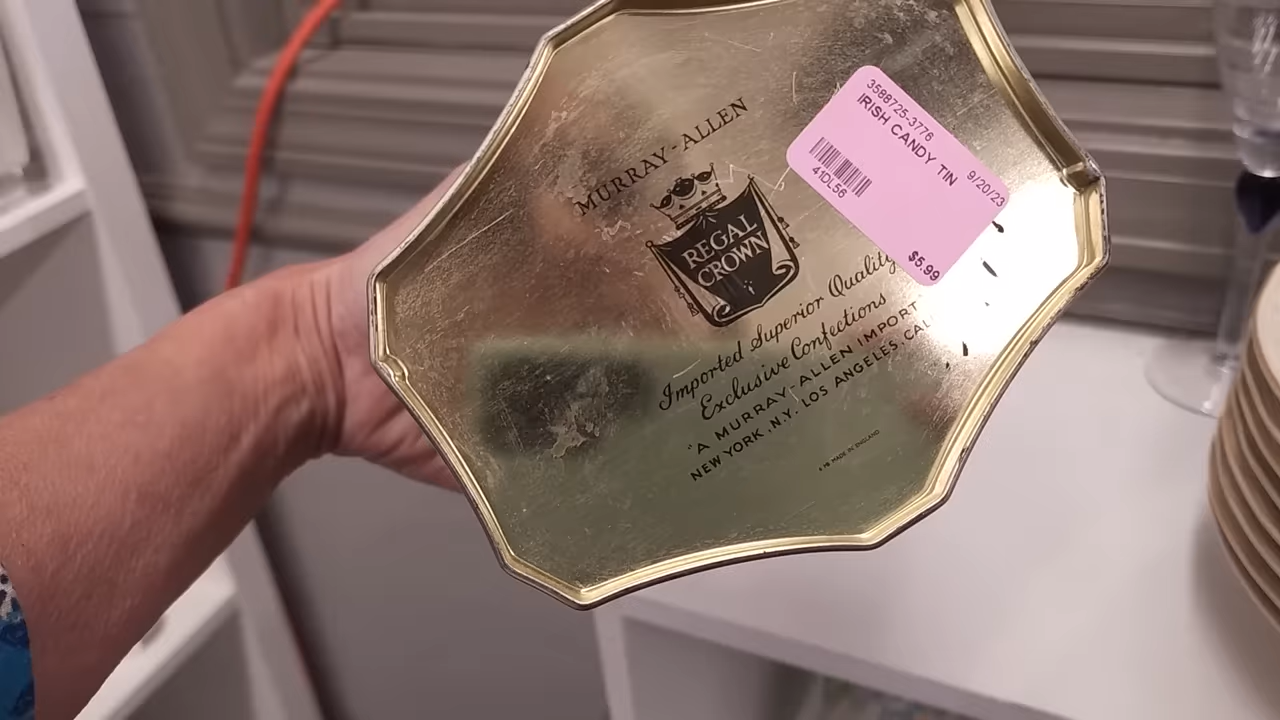 MURRAY-ALLEN
REGAL
CROWN
Imported Superior Quality
Exclusive Confections
"A MURRAY-ALLEN IMPORT
NEW YORK, N.Y. LOS ANGELES, CAL
MADE IN ENGLAND
3588725-3776
IRISH CANDY TIN
9/20/23
41DL56
$5.99